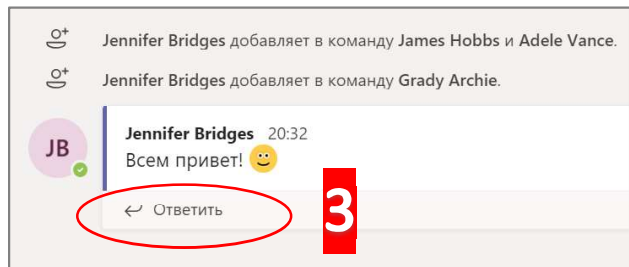 Jennifer Bridges добавляет в команду James Hobbs и Adele Vance.
Jennifer Bridges добавляет в команду Grady Archie.
JB
Jennifer Bridges 20:32
Всем привет!
Ответить
3